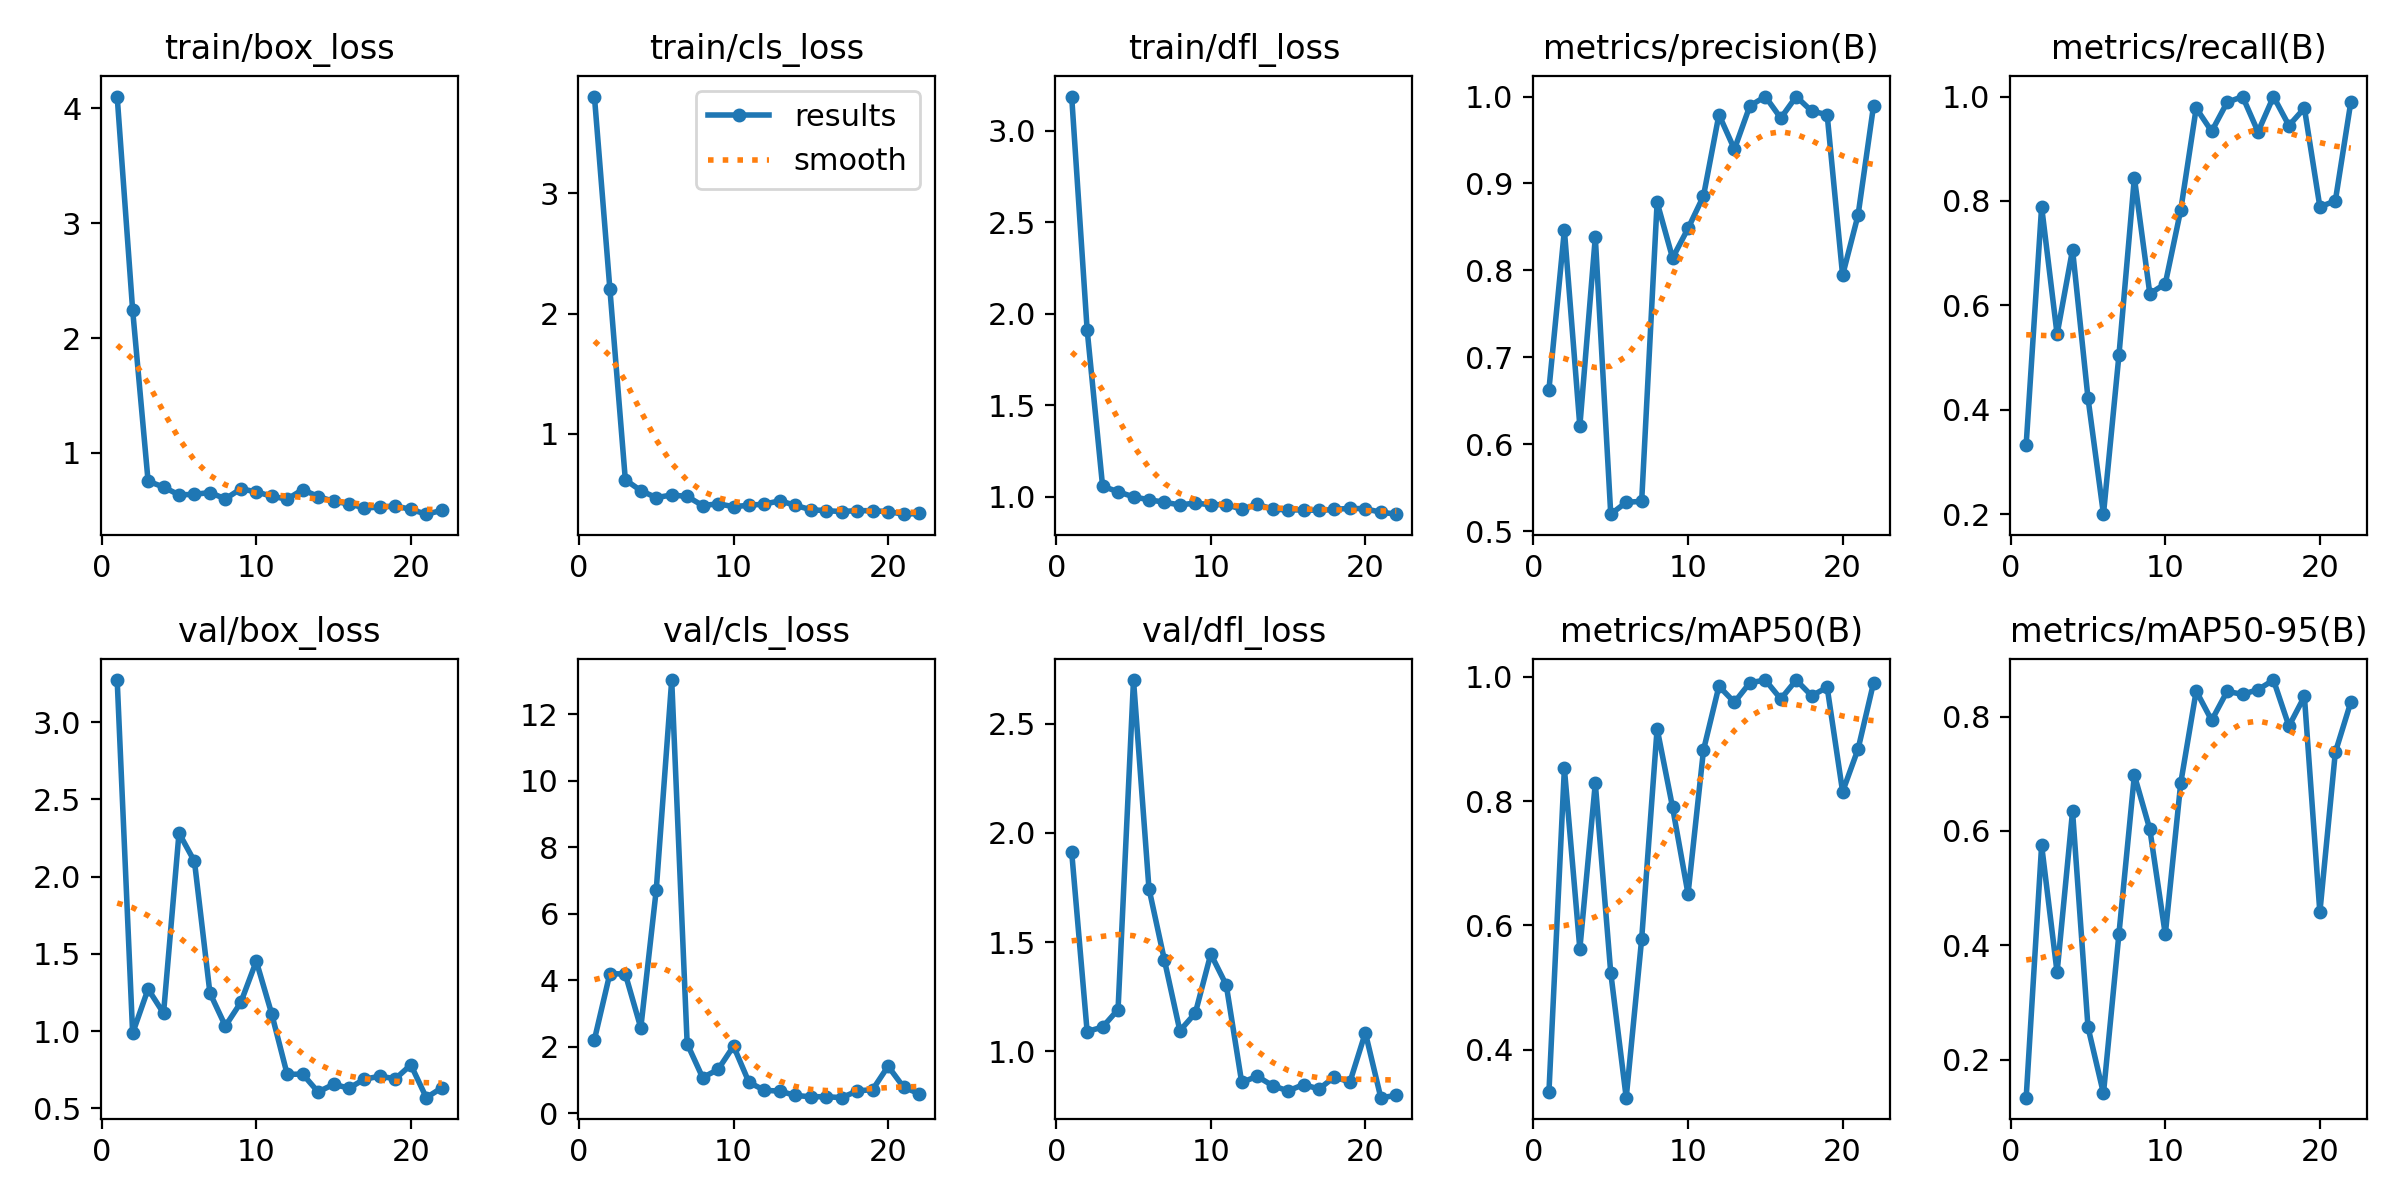 train/box_loss
4
3
2
1
0 10 20
train/cls_loss
results
smooth
3
2
1
0 10 20
train/dfl_loss
3.0
2.5
2.0
1.5
1.0
0 10 20
metrics/precision(B)
1.0
0.9
0.8
0.7
0.6
0.5
0 10 20
metrics/recall(B)
1.0
0.8
0.6
0.4
0.2
0 10 20
val/box_loss
3.0
2.5
2.0
1.5
1.0
0.5
0 10 20
val/cls_loss
12
10
8
6
4
2
0
0 10 20
val/dfl_loss
2.5
2.0
1.5
1.0
0 10 20
metrics/mAP50(B)
1.0
0.8
0.6
0.4
0 10 20
metrics/mAP50-95(B)
0.8
0.6
0.4
0.2
0 10 20